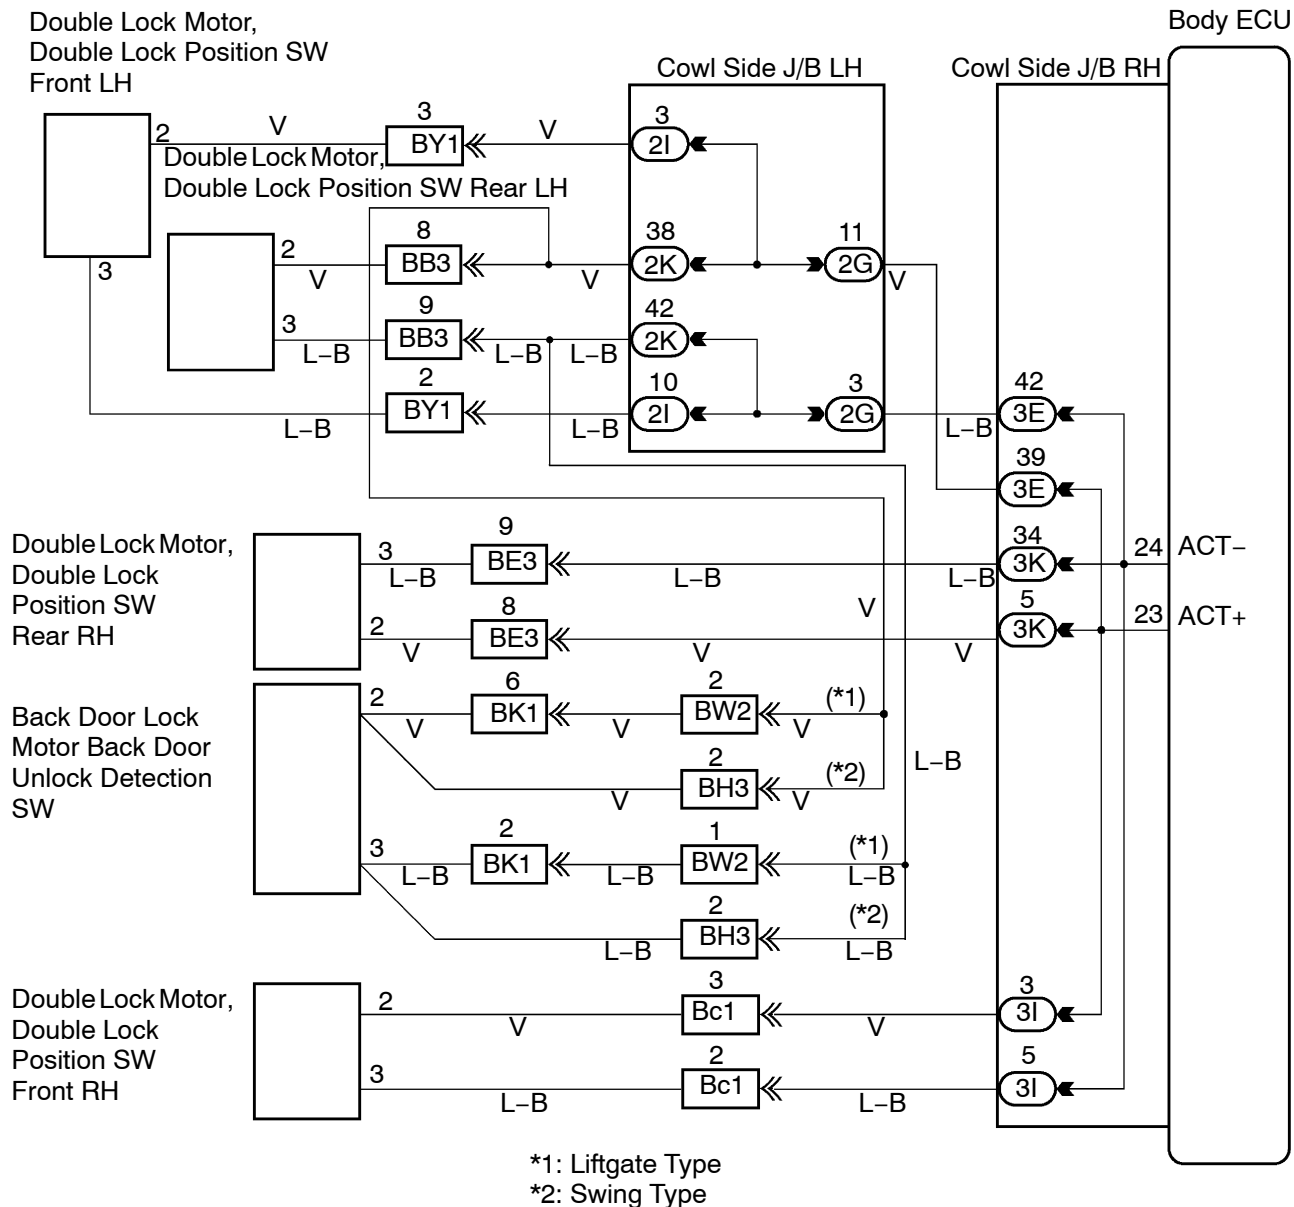 Body ECU
Double Lock Motor,
Double Lock Position SW
Front LH
Cowl Side J/B LH
Cowl Side J/B RH
2
V
3
BY1
V
3
2I
Double Lock Motor,
Double Lock Position SW Rear LH
3
2
V
8
BB3
V
38
2K
11
2G
V
3
L−B
9
BB3
L−B
L−B
42
2K
L−B
2
BY1
L−B
10
2I
3
2G
L−B
42
3E
39
3E
Double Lock Motor,
Double Lock
Position SW
Rear RH
3
L−B
9
BE3
L−B
L−B
34
3K
24
ACT−
2
V
8
BE3
V
V
V
5
3K
23
ACT+
Back Door Lock
Motor Back Door
Unlock Detection
SW
2
V
6
BK1
V
2
BW2
V
(*1)
V
2
BH3
V
(*2)
L−B
3
L−B
2
BK1
L−B
1
BW2
(*1)
L−B
L−B
2
BH3
(*2)
L−B
Double Lock Motor,
Double Lock
Position SW
Front RH
2
V
3
Bc1
V
3
3I
3
L−B
2
Bc1
L−B
5
3I
*1: Liftgate Type
*2: Swing Type